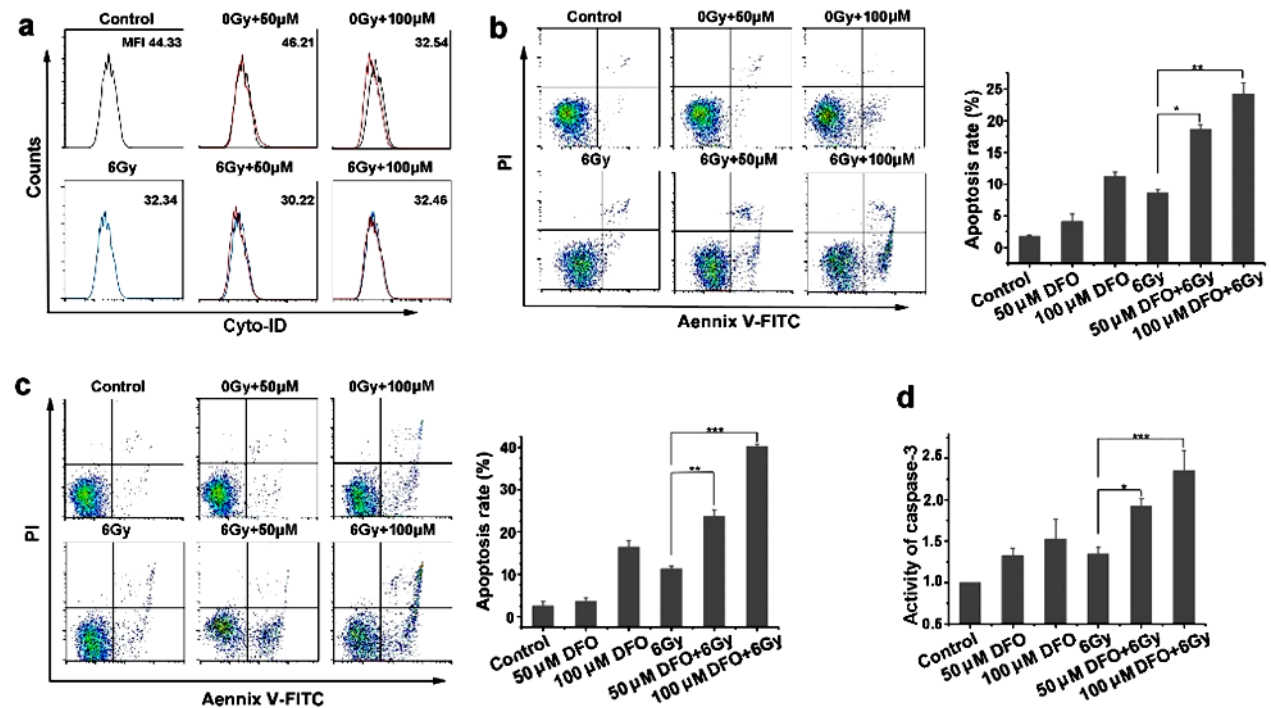 a
Control
0Gy+50μM
0Gy+100μM
MFI 44.33
46.21
32.54
6Gy
6Gy+50μM
6Gy+100μM
32.34
30.22
32.46
Counts
Cyto-ID
b
Control
0Gy+50μM
0Gy+100μM
6Gy
6Gy+50μM
6Gy+100μM
PI
Aennix V-FITC
Apoptosis rate (%)
25
20
15
10
5
0
*
**
Control
50 μM DFO
100 μM DFO
6Gy
50 μM DFO+6Gy
100 μM DFO+6Gy
c
Control
0Gy+50μM
0Gy+100μM
6Gy
6Gy+50μM
6Gy+100μM
PI
Aennix V-FITC
Apoptosis rate (%)
40
30
20
10
0
***
**
Control
50 μM DFO
100 μM DFO
6Gy
50 μM DFO+6Gy
100 μM DFO+6Gy
d
Activity of caspase-3
2.5
2.0
1.5
1.0
0.5
***
*
Control
50 μM DFO
100 μM DFO
6Gy
50 μM DFO+6Gy
100 μM DFO+6Gy